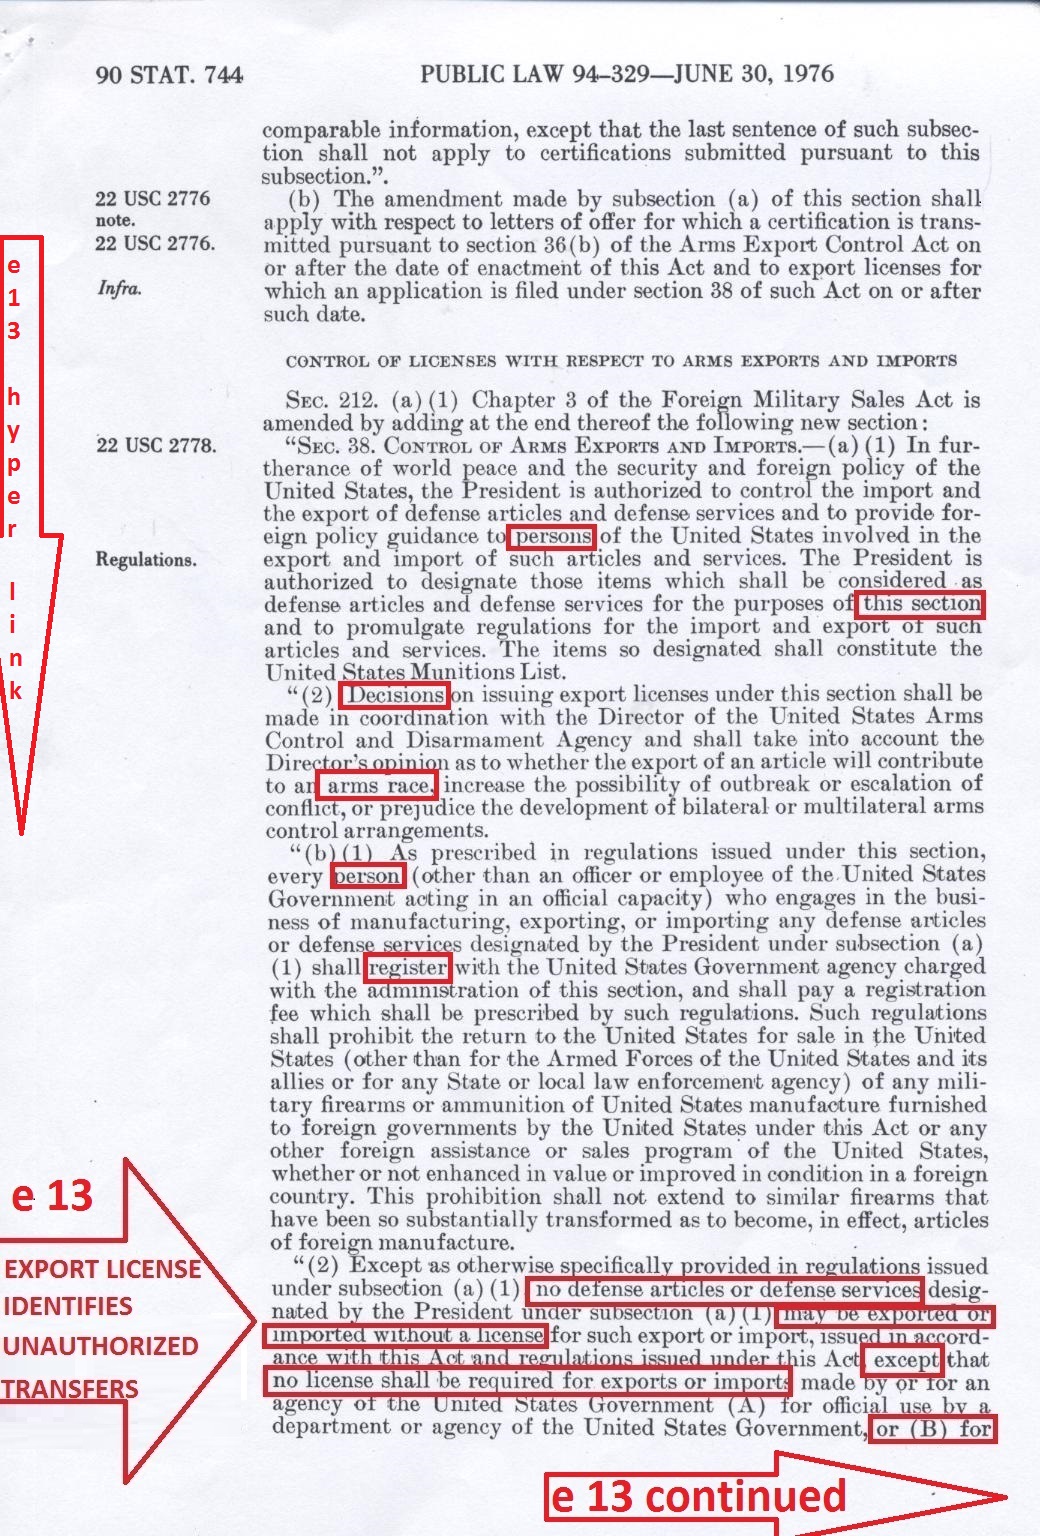 90 STAT. 744
PUBLIC LAW 94–329—JUNE 30, 1976
comparable information, except that the last sentence of such subsec-
tion shall not apply to certifications submitted pursuant to this
subsection.”.
22 USC 2776
note.
22 USC 2776.
Infra.
(b) The amendment made by subsection (a) of this section shall
apply with respect to letters of offer for which a certification is trans-
mitted pursuant to section 36(b) of the Arms Export Control Act on
or after the date of enactment of this Act and to export licenses for
which an application is filed under section 38 of such Act on or after
such date.
CONTROL OF LICENSES WITH RESPECT TO ARMS EXPORTS AND IMPORTS
SEC. 212. (a)(1) Chapter 3 of the Foreign Military Sales Act is
amended by adding at the end thereof the following new section:
22 USC 2778.
“SEC. 38. CONTROL OF ARMS EXPORTS AND IMPORTS.—(a)(1) In fur-
therance of world peace and the security and foreign policy of the
United States, the President is authorized to control the import and
the export of defense articles and defense services and to provide for-
eign policy guidance to persons of the United States involved in the
Regulations.
export and import of such articles and services. The President is
authorized to designate those items which shall be considered as
defense articles and defense services for the purposes of this section
and to promulgate regulations for the import and export of such
articles and services. The items so designated shall constitute the
United States Munitions List.
“(2) Decisions on issuing export licenses under this section shall be
made in coordination with the Director of the United States Arms
Control and Disarmament Agency and shall take into account the
Director's opinion as to whether the export of an article will contribute
to an arms race, increase the possibility of outbreak or escalation of
conflict, or prejudice the development of bilateral or multilateral arms
control arrangements.
“(b)(1) As prescribed in regulations issued under this section,
every person (other than an officer or employee of the United States
Government acting in an official capacity) who engages in the busi-
ness of manufacturing, exporting, or importing any defense articles
or defense services designated by the President under subsection (a)
(1) shall register with the United States Government agency charged
with the administration of this section, and shall pay a registration
fee which shall be prescribed by such regulations. Such regulations
shall prohibit the return to the United States for sale in the United
States (other than for the Armed Forces of the United States and its
allies or for any State or local law enforcement agency) of any mili-
tary firearms or ammunition of United States manufacture furnished
to foreign governments by the United States under this Act or any
other foreign assistance or sales program of the United States,
whether or not enhanced in value or improved in condition in a foreign
country. This prohibition shall not extend to similar firearms that
have been so substantially transformed as to become, in effect, articles
of foreign manufacture.
“(2) Except as otherwise specifically provided in regulations issued
under subsection (a)(1), no defense articles or defense services desig-
nated by the President under subsection (a)(1) may be exported or
imported without a license for such export or import, issued in accord-
ance with this Act and regulations issued under this Act, except that
no license shall be required for exports or imports made by or for an
agency of the United States Government (A) for official use by a
department or agency of the United States Government, or (B) for
e 13 hyper link
e 13
EXPORT LICENSE
IDENTIFIES
UNAUTHORIZED
TRANSFERS
e 13 continued